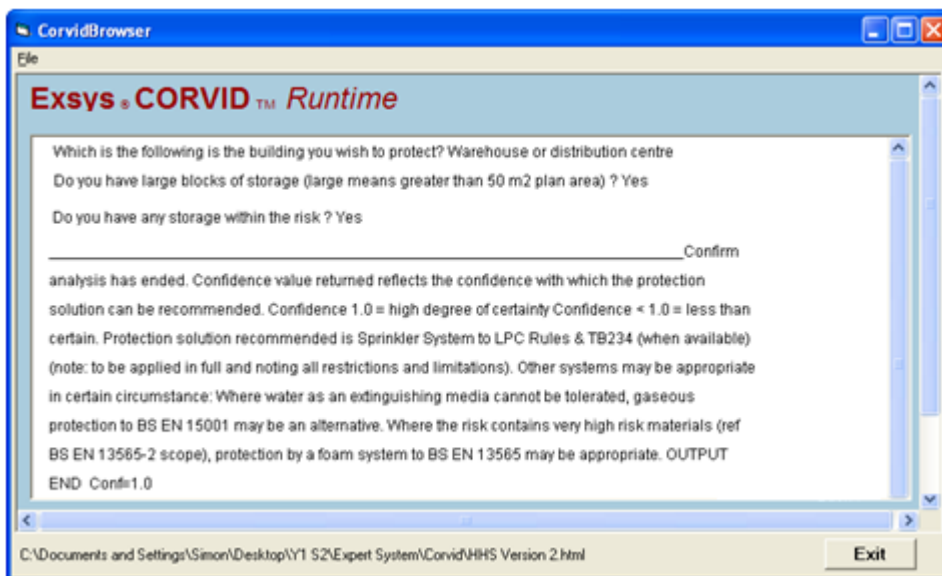 CorvidBrowser
File
Exsys ® CORVID TM Runtime
Which is the following is the building you wish to protect? Warehouse or distribution centre
Do you have large blocks of storage (large means greater than 50 m2 plan area) ? Yes
Do you have any storage within the risk ? Yes
Confirm
analysis has ended. Confidence value returned reflects the confidence with which the protection
solution can be recommended. Confidence 1.0 = high degree of certainty Confidence < 1.0 = less than
certain. Protection solution recommended is Sprinkler System to LPC Rules & TB234 (when available)
(note: to be applied in full and noting all restrictions and limitations). Other systems may be appropriate
in certain circumstance: Where water as an extinguishing media cannot be tolerated, gaseous
protection to BS EN 15001 may be an alternative. Where the risk contains very high risk materials (ref
BS EN 13565-2 scope), protection by a foam system to BS EN 13565 may be appropriate. OUTPUT
END Conf=1.0
C:\Documents and Settings\Simon\Desktop\Y1 S2\Expert System\Corvid\HHS Version 2.html
Exit